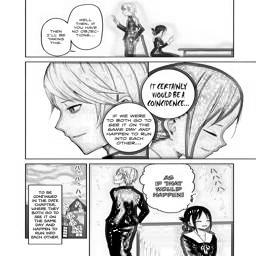 WELL
THEN, IF
YOU HAVE
NO OBJEC-
TIONS...
THEN
I'LL BE
TAKING
THIS.
IT CERTAINLY
WOULD BE A
COINCIDENCE...
IF WE WERE
TO BOTH GO TO
SEE IT ON THE
SAME DAY AND
HAPPEN TO RUN
INTO EACH
OTHER...
AS
IF THAT
WOULD
HAPPEN!
TO BE
CONTINUED IN
THE DATE
CHAPTER,
WHERE THEY
BOTH GO TO
SEE IT ON
THE SAME
DAY AND
HAPPEN TO
RUN INTO
EACH OTHER.